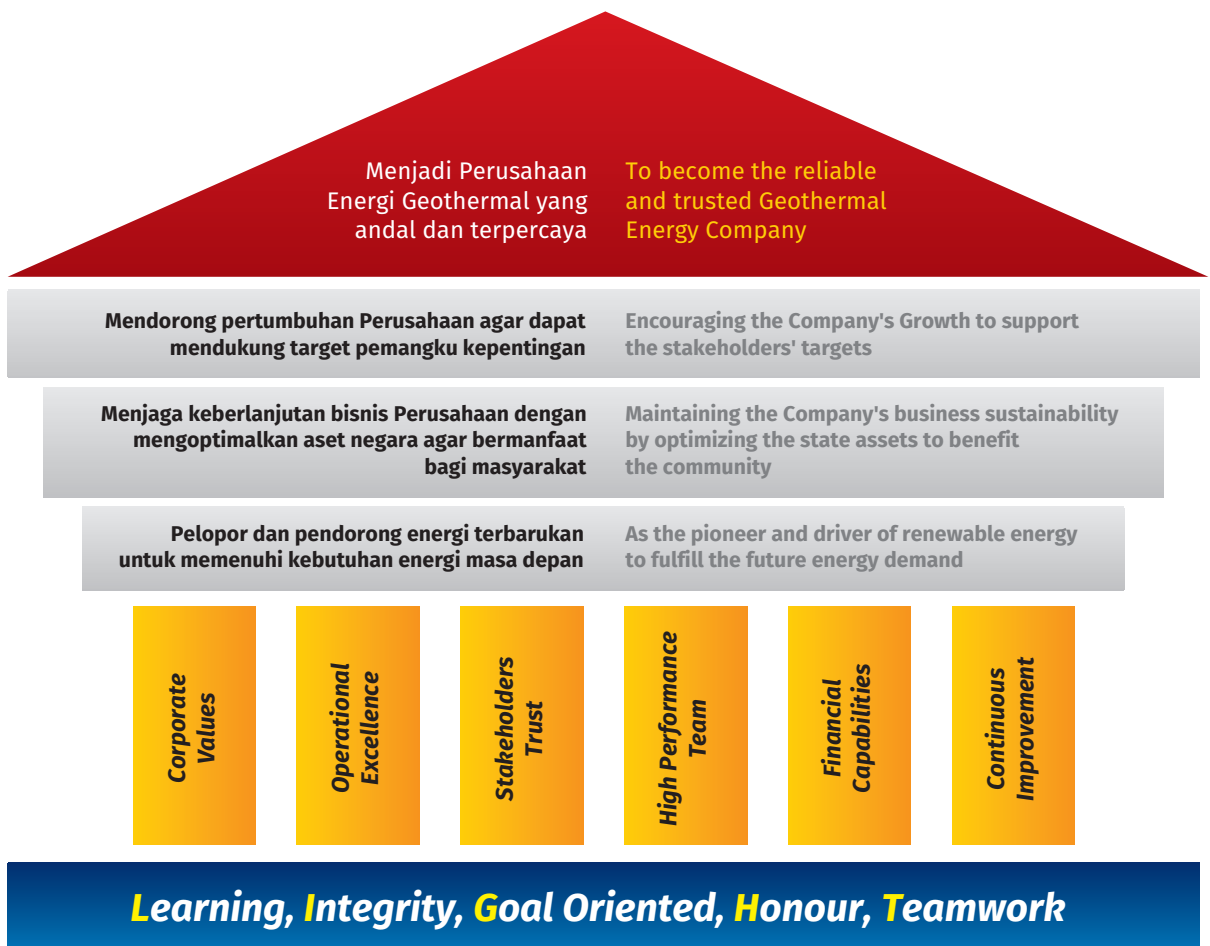 Menjadi Perusahaan
Energi Geothermal yang
andal dan terpercaya
To become the reliable
and trusted Geothermal
Energy Company
Mendorong pertumbuhan Perusahaan agar dapat
mendukung target pemangku kepentingan
Encouraging the Company's Growth to support
the stakeholders' targets
Menjaga keberlanjutan bisnis Perusahaan dengan
mengoptimalkan aset negara agar bermanfaat
bagi masyarakat
Maintaining the Company's business sustainability
by optimizing the state assets to benefit
the community
Pelopor dan pendorong energi terbarukan
untuk memenuhi kebutuhan energi masa depan
As the pioneer and driver of renewable energy
to fulfill the future energy demand
Corporate
Values
Operational
Excellence
Stakeholders
Trust
High Performance
Team
Financial
Capabilities
Continuous
Improvement
Learning, Integrity, Goal Oriented, Honour, Teamwork